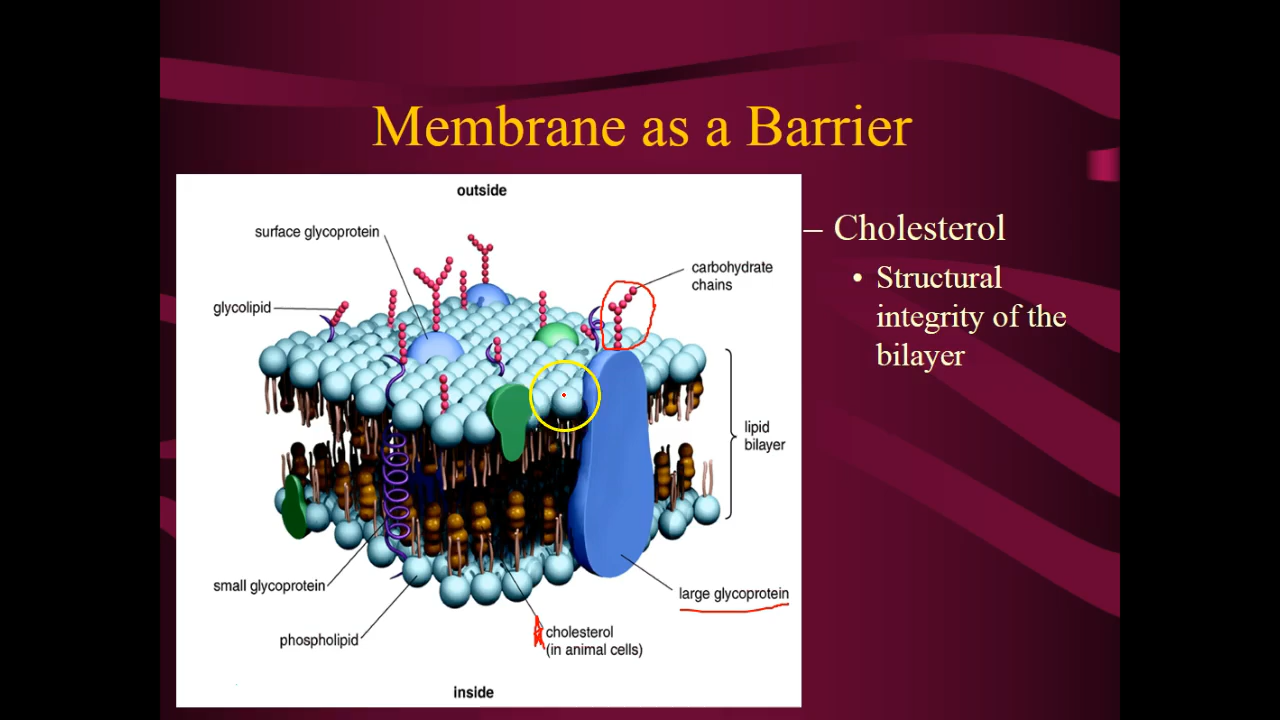 Membrane as a Barrier
outside
surface glycoprotein
carbohydrate
chains
glycolipid
lipid
bilayer
small glycoprotein
large glycoprotein
phospholipid
cholesterol
(in animal cells)
inside
– Cholesterol
• Structural
integrity of the
bilayer